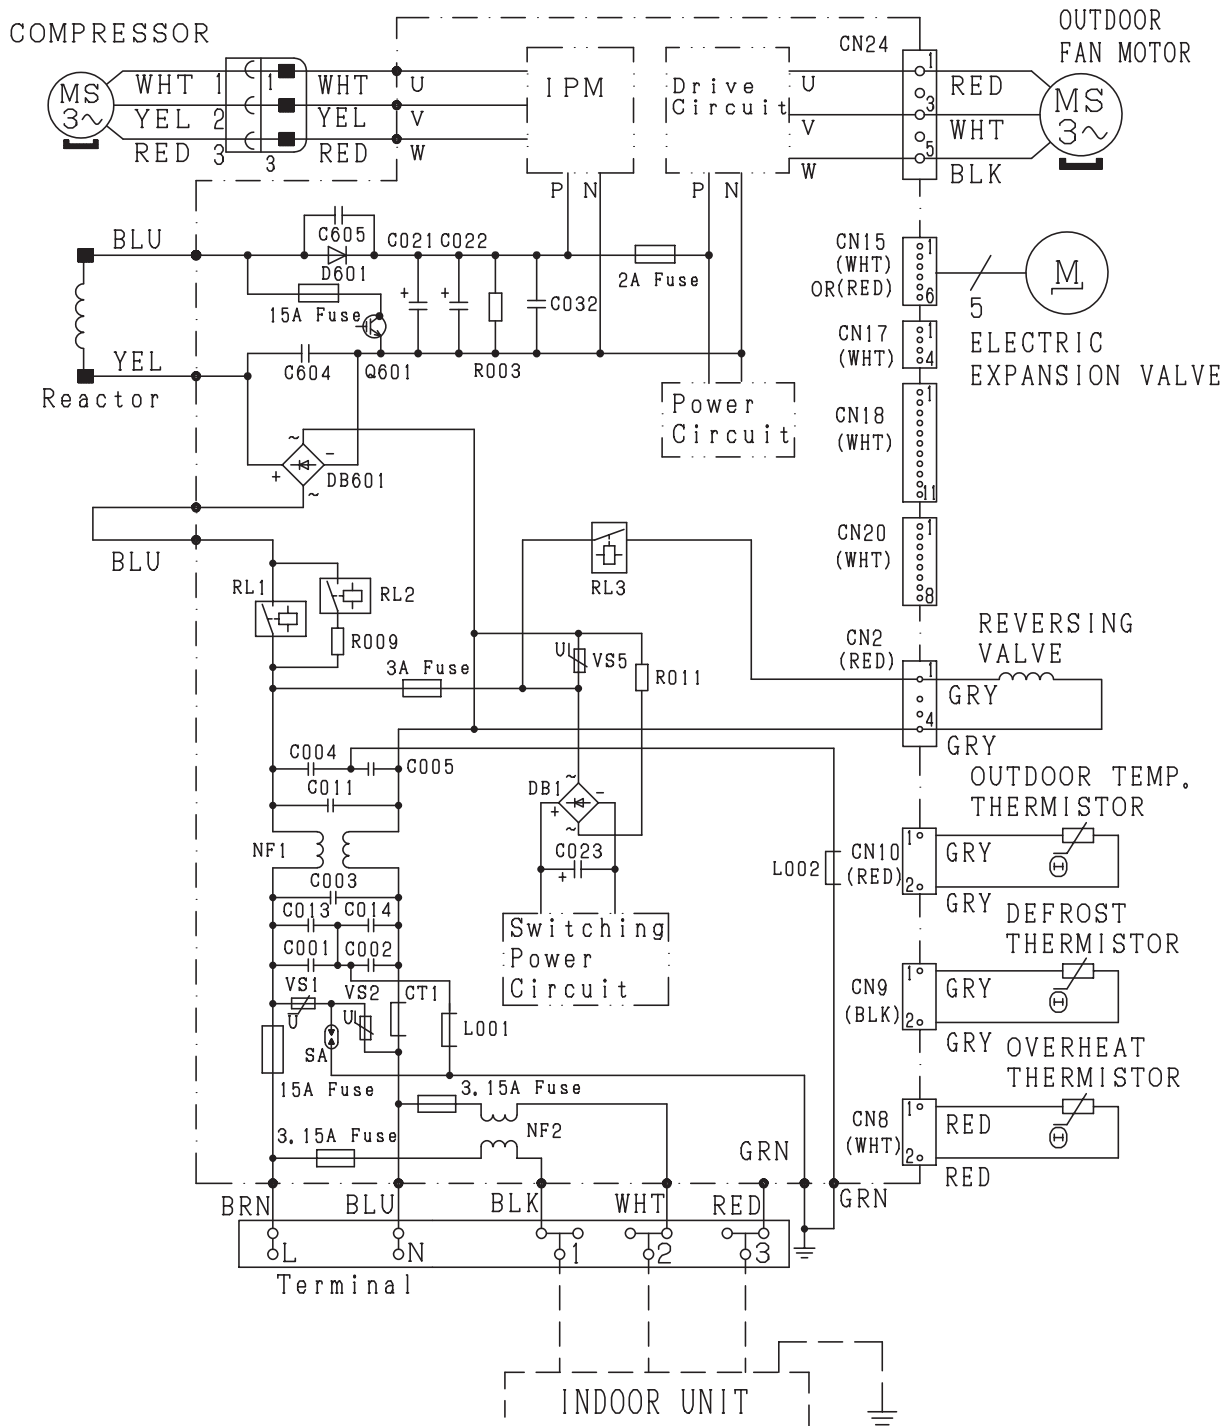 COMPRESSOR
WHT 1 1 WHT U
YEL 2 YEL V
RED 3 3 RED W
MS
3~
IPM
P N
Drive
Circuit
P N
U
V
W
CN24
1
3
5
RED
WHT
BLK
OUTDOOR
FAN MOTOR
MS
3~
BLU
YEL
Reactor
C605
D601
15A Fuse
Q601
C604
C021
C022
R003
C032
2A Fuse
Power
Circuit
CN15
(WHT)
OR(RED)
1
6
5
M
ELECTRIC
EXPANSION VALVE
CN17
(WHT)
1
4
CN18
(WHT)
1
11
CN20
(WHT)
1
8
~
+ -
~
DB601
BLU
RL1
RL2
R009
RL3
3A Fuse
U
VS5
R011
CN2
(RED)
1
4
REVERSING
VALVE
GRY
GRY
C004
C005
C011
NF1
C003
C013 C014
C001 C002
VS1
U
VS2
U
CT1
SA
L001
15A Fuse
DB1
~
+ -
~
C023
+
Switching
Power
Circuit
L002
OUTDOOR TEMP.
THERMISTOR
CN10
(RED)
1
2
GRY
GRY
Θ
DEFROST
THERMISTOR
CN9
(BLK)
1
2
GRY
GRY
Θ
OVERHEAT
THERMISTOR
CN8
(WHT)
1
2
RED
RED
Θ
3.15A Fuse
3.15A Fuse
NF2
GRN
GRN
BRN BLU BLK WHT RED
L N 1 2 3
Terminal
INDOOR UNIT